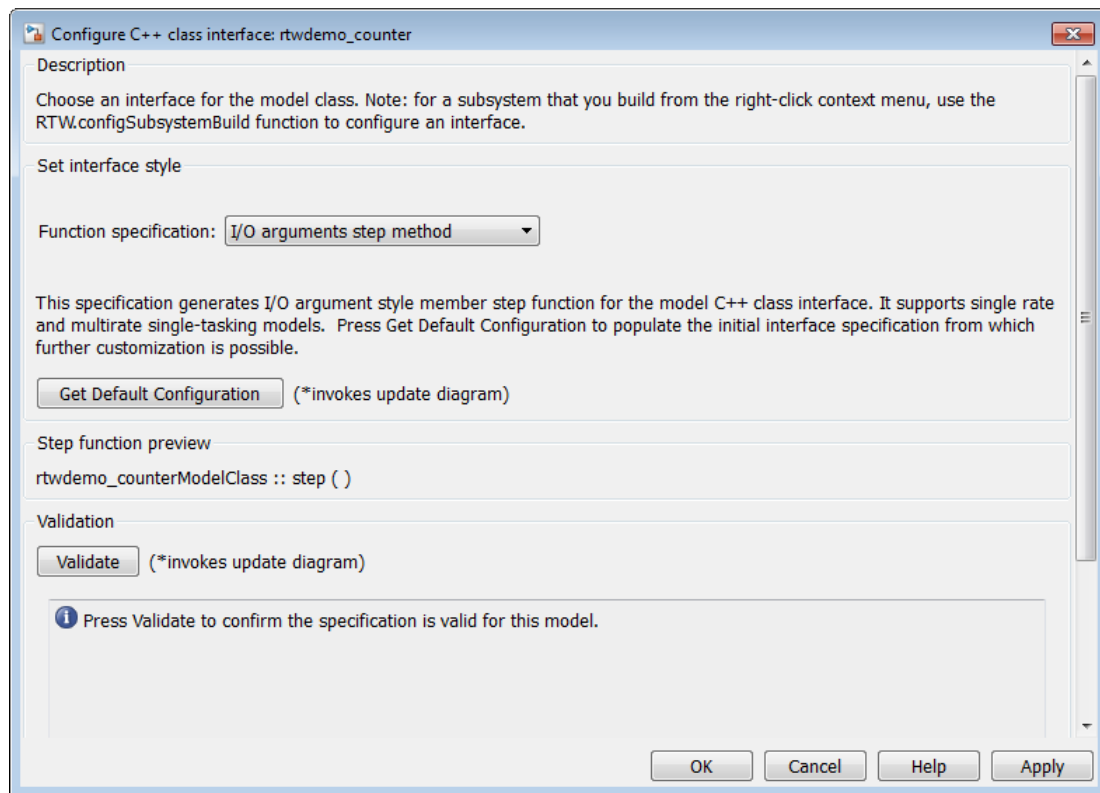 Configure C++ class interface: rtwdemo_counter
Description
Choose an interface for the model class. Note: for a subsystem that you build from the right-click context menu, use the
RTW.configSubsystemBuild function to configure an interface.
Set interface style
Function specification: I/O arguments step method
This specification generates I/O argument style member step function for the model C++ class interface. It supports single rate
and multirate single-tasking models.  Press Get Default Configuration to populate the initial interface specification from which
further customization is possible.
Get Default Configuration (*invokes update diagram)
Step function preview
rtwdemo_counterModelClass :: step ( )
Validation
Validate (*invokes update diagram)
Press Validate to confirm the specification is valid for this model.
OK Cancel Help Apply